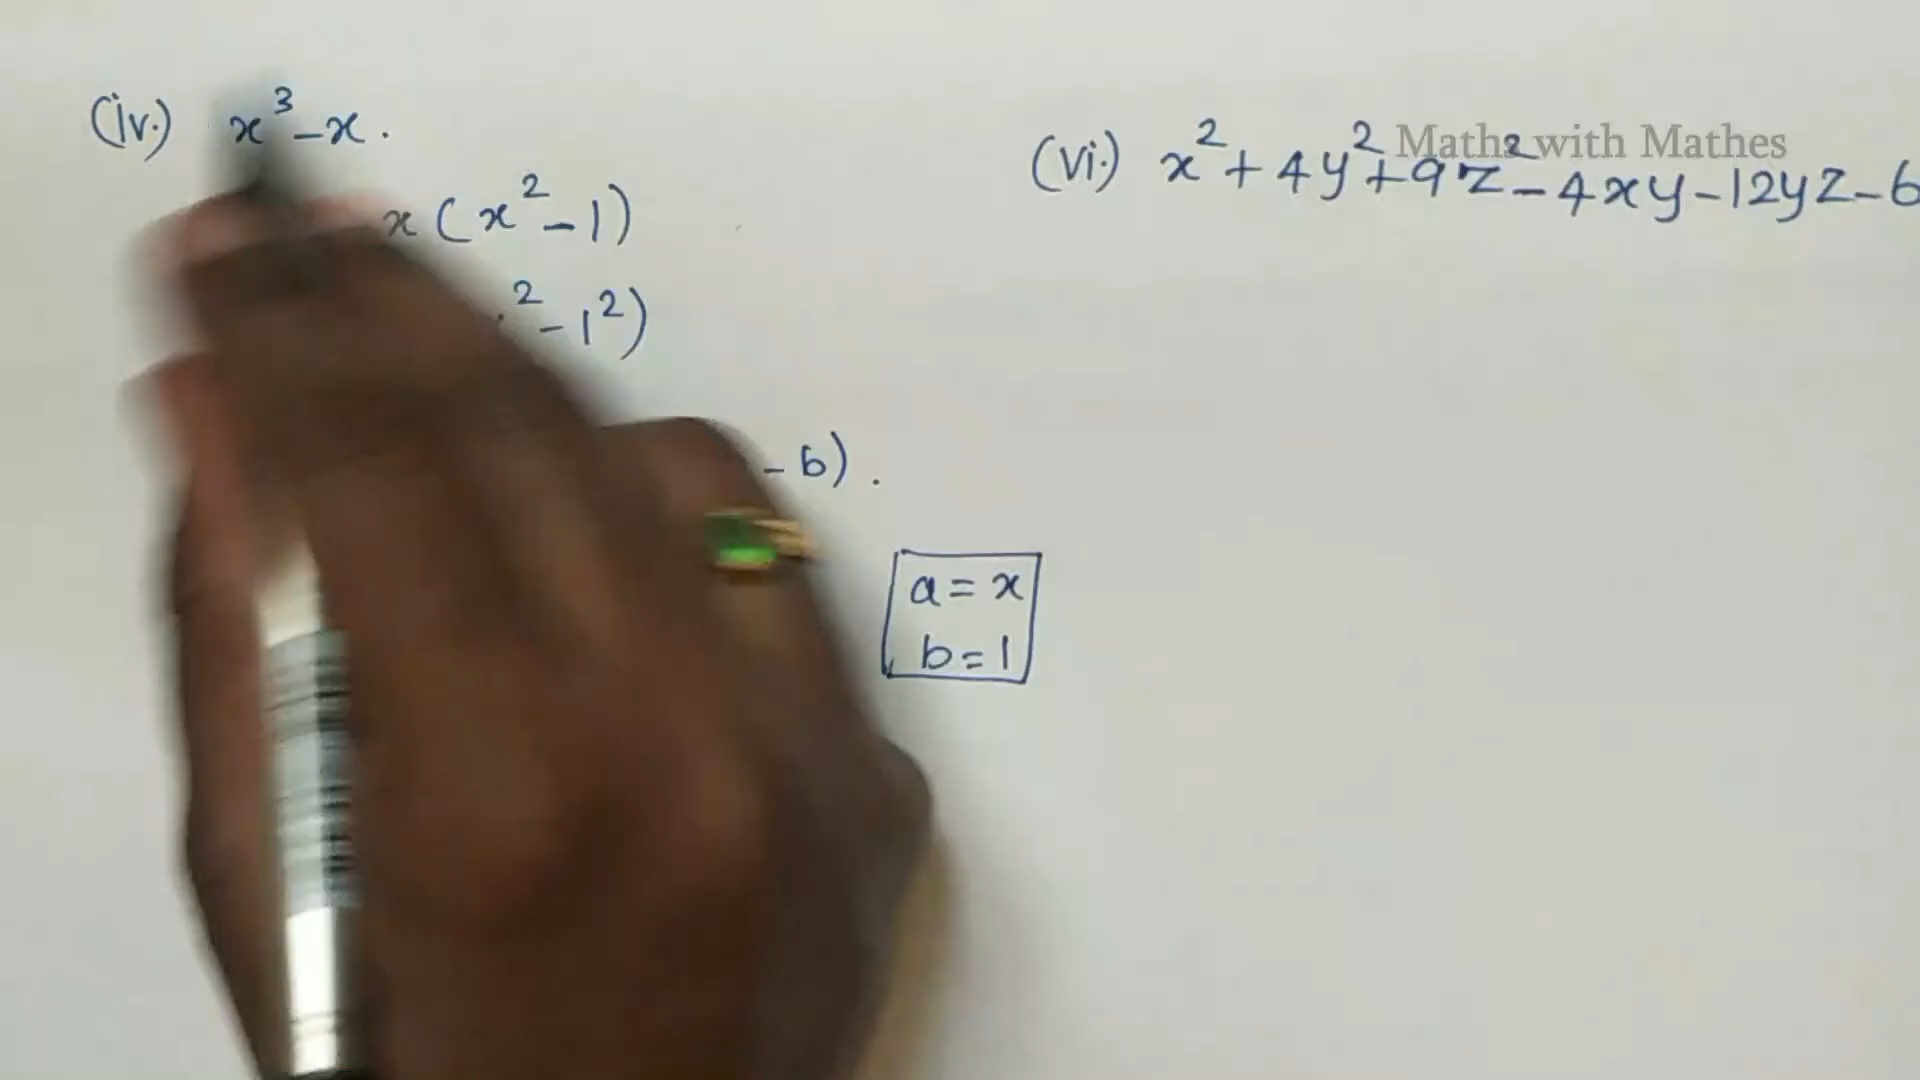 (iv.) x³ - x.
x (x² - 1)
² - 1²)
- b).
a = x
b = 1
Maths with Mathes
(vi.) x² + 4y² + 9z² - 4xy - 12yz - 6